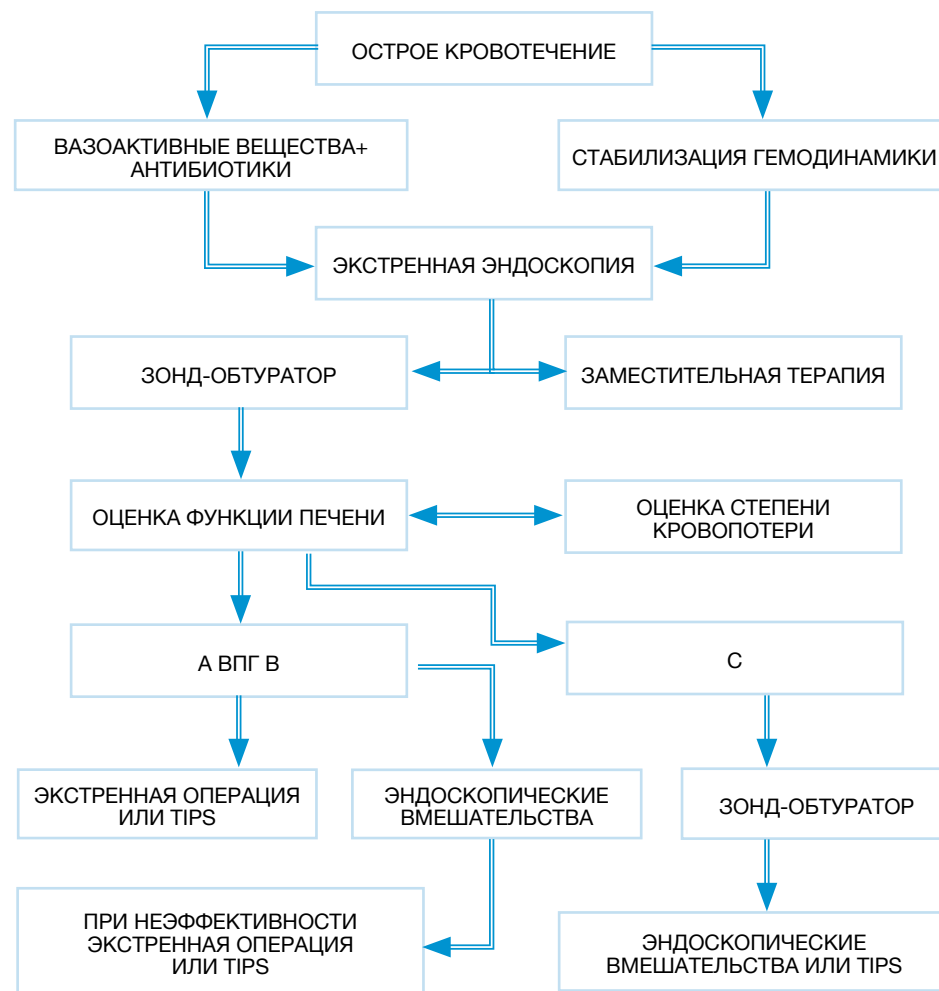 ОСТРОЕ КРОВОТЕЧЕНИЕ
ВАЗОАКТИВНЫЕ ВЕЩЕСТВА+
АНТИБИОТИКИ
СТАБИЛИЗАЦИЯ ГЕМОДИНАМИКИ
ЭКСТРЕННАЯ ЭНДОСКОПИЯ
ЗОНД-ОБТУРАТОР
ЗАМЕСТИТЕЛЬНАЯ ТЕРАПИЯ
ОЦЕНКА ФУНКЦИИ ПЕЧЕНИ
ОЦЕНКА СТЕПЕНИ
КРОВОПОТЕРИ
А ВПГ В
С
ЭКСТРЕННАЯ ОПЕРАЦИЯ
ИЛИ TIPS
ЭНДОСКОПИЧЕСКИЕ
ВМЕШАТЕЛЬСТВА
ЗОНД-ОБТУРАТОР
ПРИ НЕЭФФЕКТИВНОСТИ
ЭКСТРЕННАЯ ОПЕРАЦИЯ
ИЛИ TIPS
ЭНДОСКОПИЧЕСКИЕ
ВМЕШАТЕЛЬСТВА ИЛИ TIPS